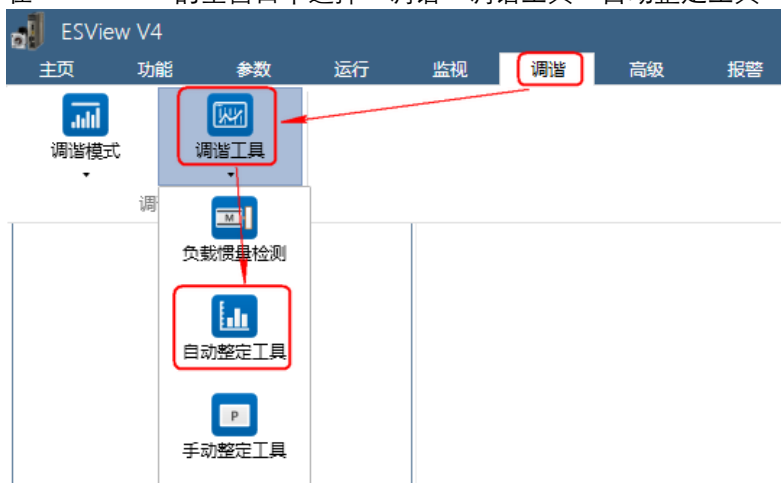 ESView V4
主页 功能 参数 运行 监视 调谐 高级 报警
调谐模式 调谐工具
调
M
负载惯量检测
自动整定工具
P
手动整定工具